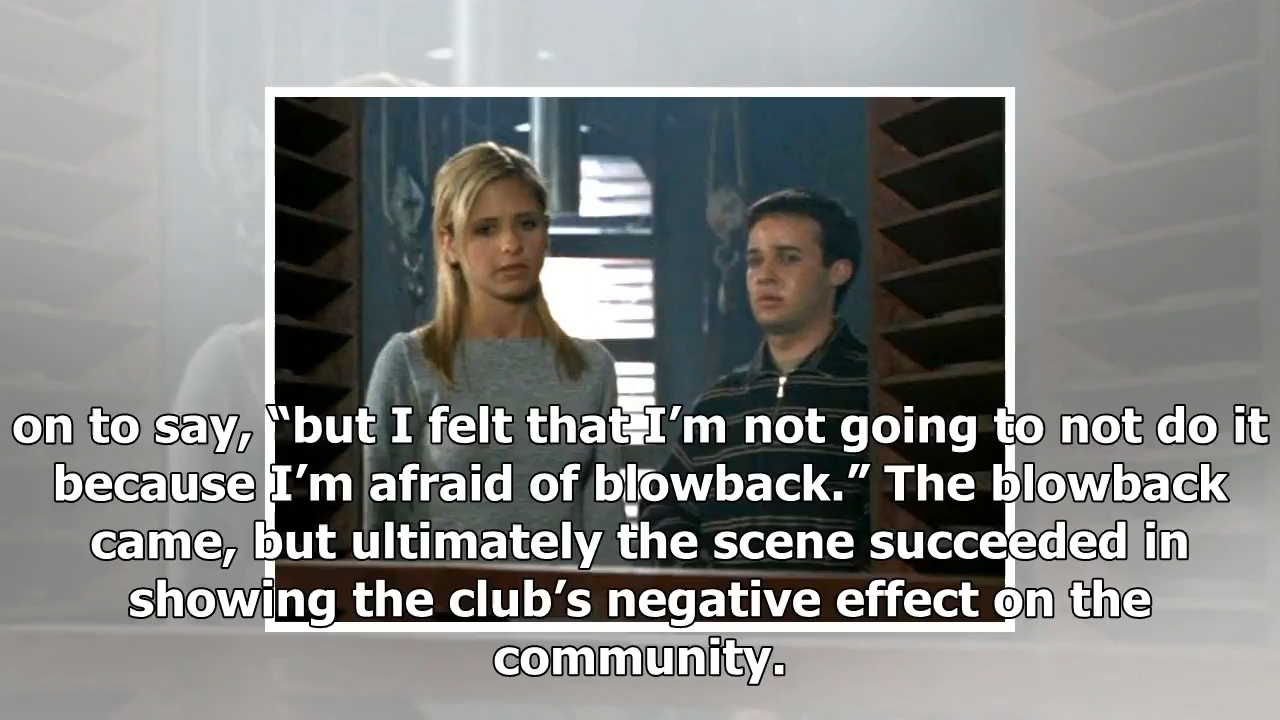 on to say, “but I felt that I’m not going to not do it
because I’m afraid of blowback.” The blowback
came, but ultimately the scene succeeded in
showing the club’s negative effect on the
community.